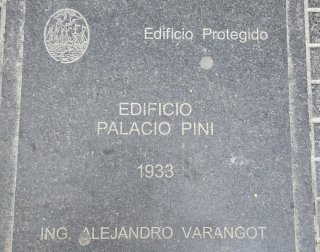 Edificio Protegido
EDIFICIO
PALACIO PINI
1933
ING. ALEJANDRO VARANGOT